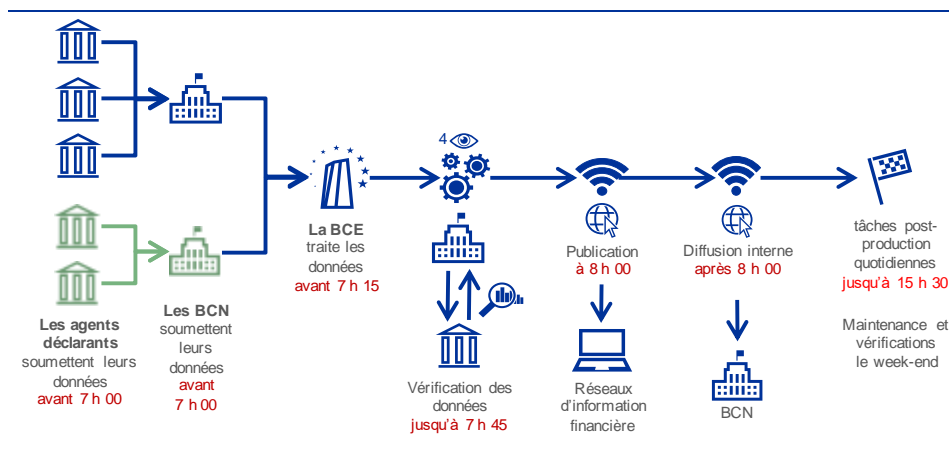 4
Les agents
déclarants
soumettent leurs
données
avant 7 h 00
Les BCN
soumettent
leurs
données
avant
7 h 00
La BCE
traite les
données
avant 7 h 15
Vérification des
données
jusqu'à 7 h 45
Publication
à 8 h 00
Réseaux
d'information
financière
Diffusion interne
après 8 h 00
BCN
tâches post-
production
quotidiennes
jusqu'à 15 h 30
Maintenance et
vérifications
le week-end